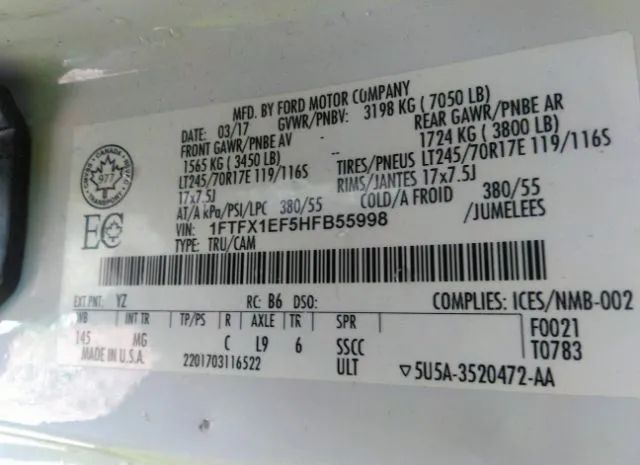 MFD. BY FORD MOTOR COMPANY
03/17 GVWR/PNBV: 3198 KG ( 7050 LB)
FRONT GAWR/PNBE AV REAR GAWR/PNBE AR
1565 KG ( 3450 LB) 1724 KG ( 3800 LB)
LT245/70R17E 119/116S TIRES/PNEUS LT245/70R17E 119/116S
17x7.5J RIMS/JANTES 17x7.5J
AT/A kPa/PSI/LPC 380/55 COLD/A FROID 380/55
VIN: 1FTFX1EF5HFB55998 /JUMELEES
TYPE: TRU/CAM
CANADA
977
TRANSPORT
EC
EXT PNT: YZ RC: B6 DSO: COMPLIES: ICES/NMB-002
WB INT TR TP/PS R AXLE TR SPR F0021
145 MG C L9 6 SSCC T0783
MADE IN U.S.A. 2201703116522 ULT ▽5U5A-3520472-AA